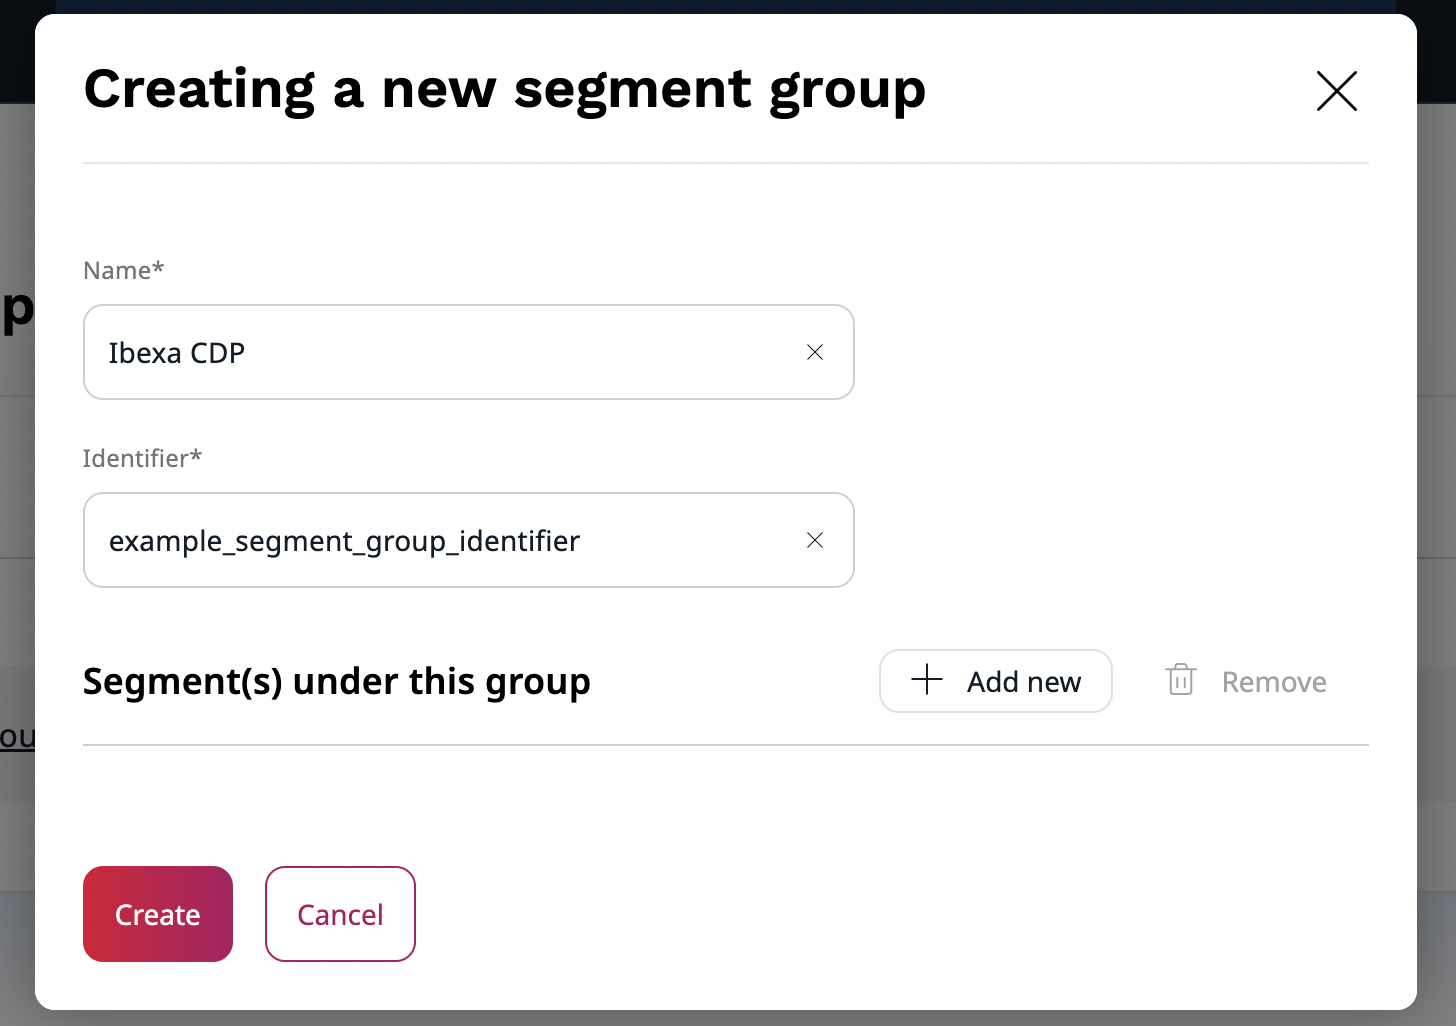 Creating a new segment group
Name*
Ibexa CDP
Identifier*
example_segment_group_identifier
Segment(s) under this group
Add new
Remove
Create
Cancel